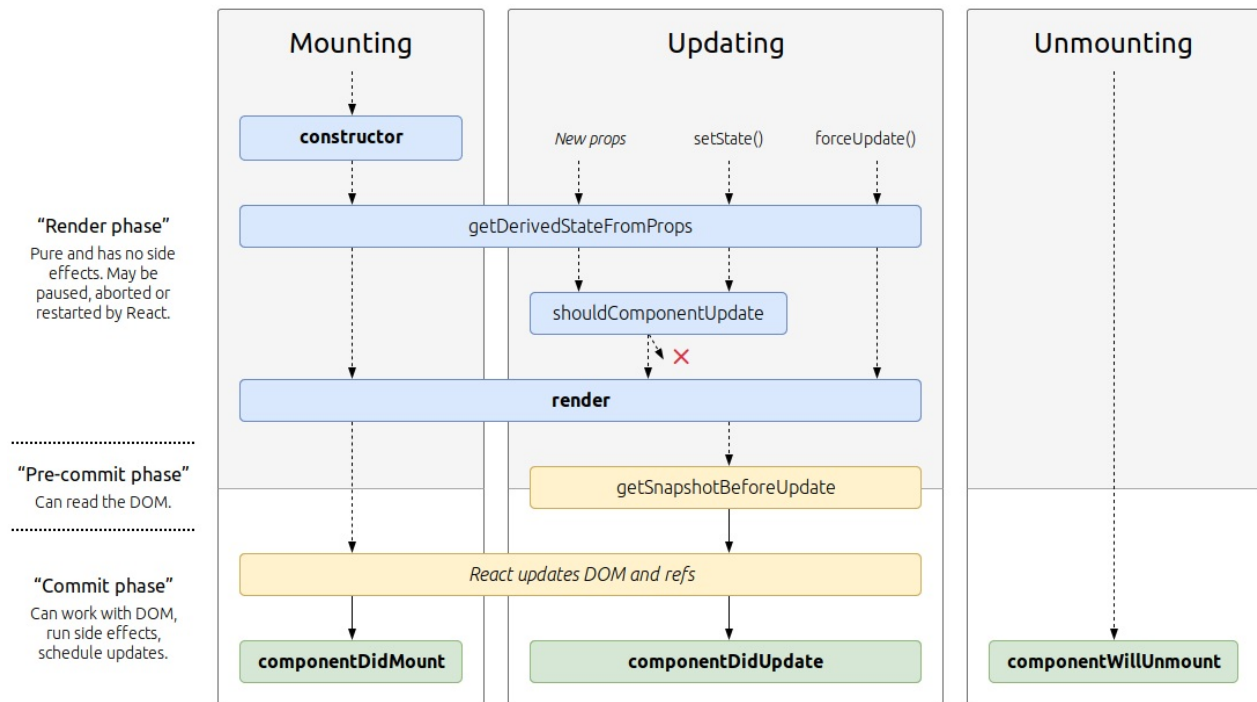 Mounting
Updating
Unmounting
constructor
New props
setState()
forceUpdate()
“Render phase”
Pure and has no side
effects. May be
paused, aborted or
restarted by React.
getDerivedStateFromProps
shouldComponentUpdate
render
“Pre-commit phase”
Can read the DOM.
getSnapshotBeforeUpdate
“Commit phase”
Can work with DOM,
run side effects,
schedule updates.
React updates DOM and refs
componentDidMount
componentDidUpdate
componentWillUnmount